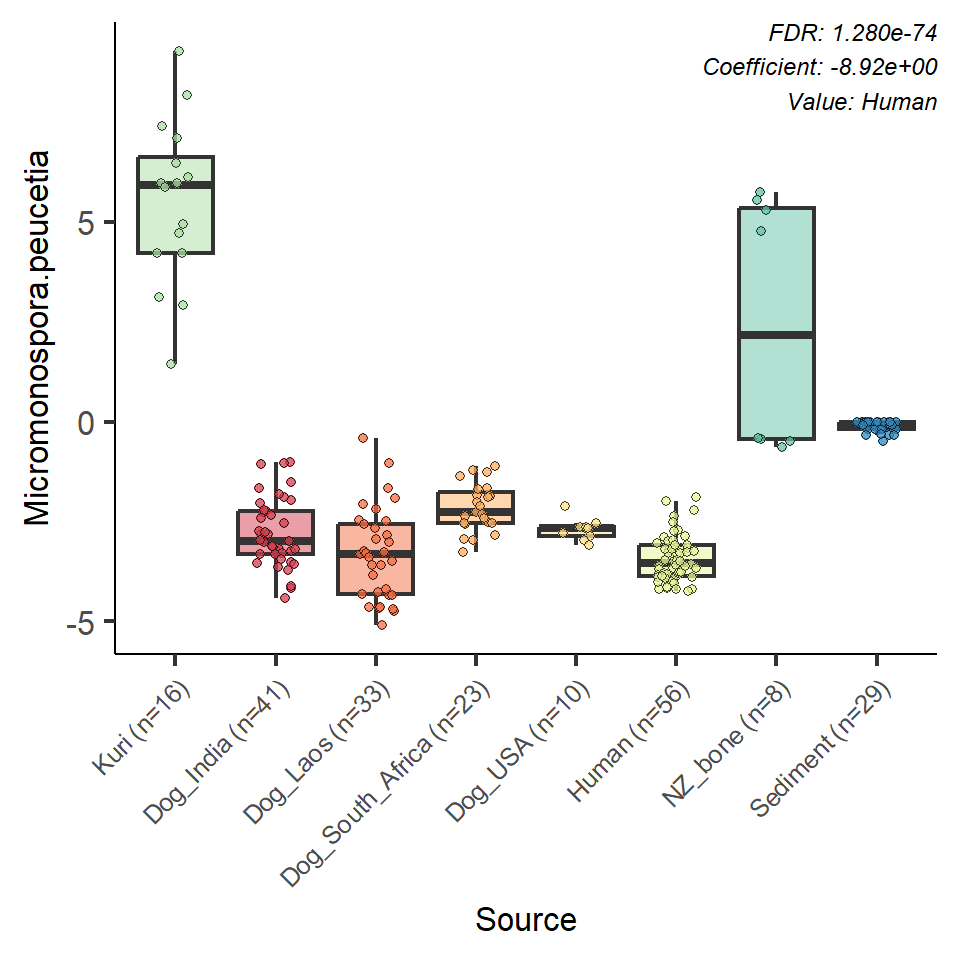 FDR: 1.280e-74
Coefficient: -8.92e+00
Value: Human
Micromonospora.peucetia
5
0
-5
Kuri (n=16)
Dog_India (n=41)
Dog_Laos (n=33)
Dog_South_Africa (n=23)
Dog_USA (n=10)
Human (n=56)
NZ_bone (n=8)
Sediment (n=29)
Source